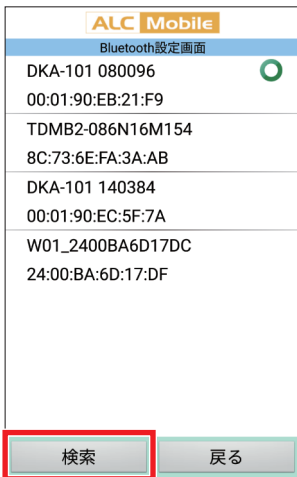 ALC Mobile
Bluetooth設定画面
DKA-101 080096
00:01:90:EB:21:F9
TDMB2-086N16M154
8C:73:6E:FA:3A:AB
DKA-101 140384
00:01:90:EC:5F:7A
W01_2400BA6D17DC
24:00:BA:6D:17:DF
検索 戻る